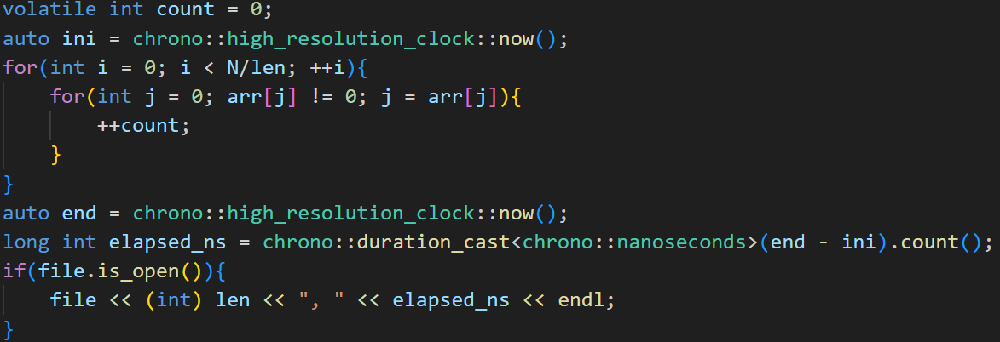 volatile int count = 0;
auto ini = chrono::high_resolution_clock::now();
for(int i = 0; i < N/len; ++i){
    for(int j = 0; arr[j] != 0; j = arr[j]){
        ++count;
    }
}
auto end = chrono::high_resolution_clock::now();
long int elapsed_ns = chrono::duration_cast<chrono::nanoseconds>(end - ini).count();
if(file.is_open()){
    file << (int) len << ", " << elapsed_ns << endl;
}